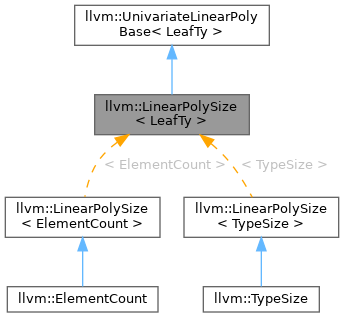 llvm::UnivariateLinearPoly
Base< LeafTy >
llvm::LinearPolySize
< LeafTy >
< ElementCount >
< TypeSize >
llvm::LinearPolySize
< ElementCount >
llvm::LinearPolySize
< TypeSize >
llvm::ElementCount
llvm::TypeSize